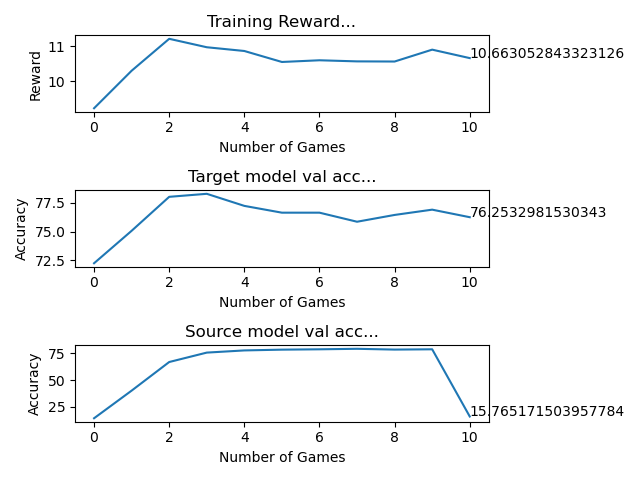 Training Reward...
11
10
Reward
10.663052843323126
0 2 4 6 8 10
Number of Games
Target model val acc...
77.5
75.0
72.5
Accuracy
76.2532981530343
0 2 4 6 8 10
Number of Games
Source model val acc...
75
50
25
Accuracy
15.765171503957784
0 2 4 6 8 10
Number of Games